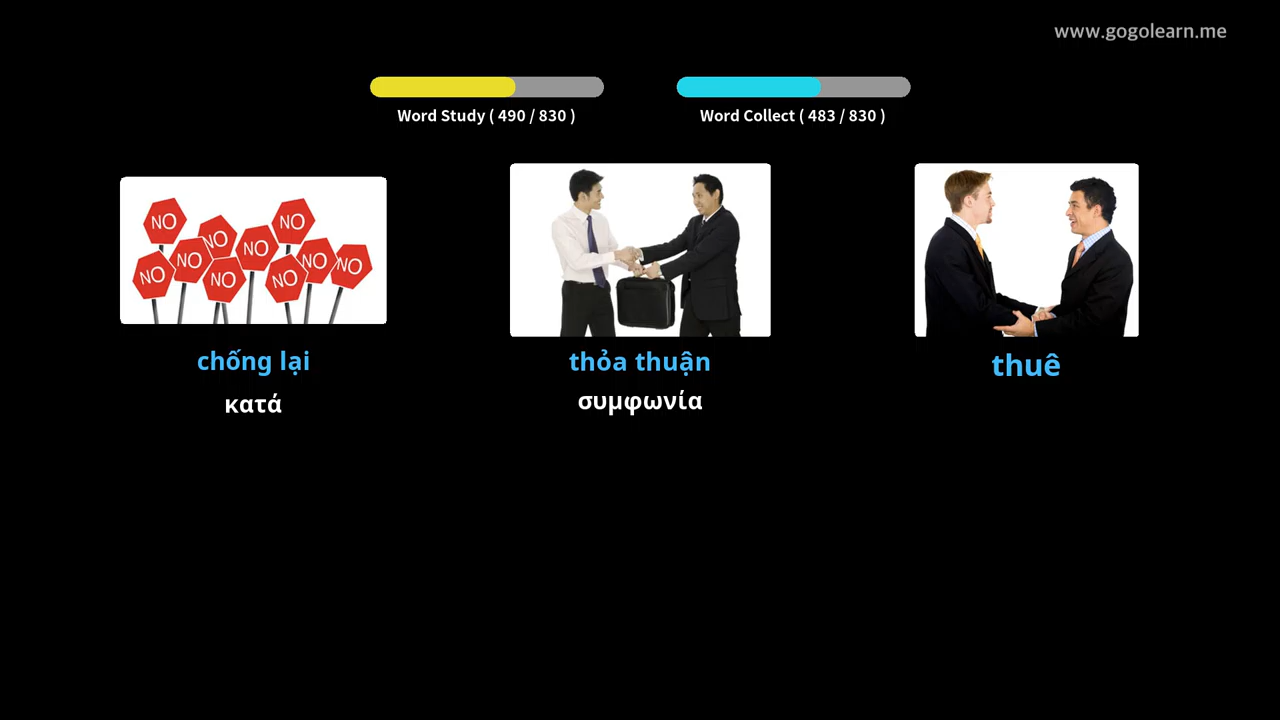 www.gogolearn.me
Word Study ( 490 / 830 )
Word Collect ( 483 / 830 )
NO
NO
NO
NO
NO
NO
NO
NO
NO
NO
chống lại
thỏa thuận
thuê
κατά
συμφωνία